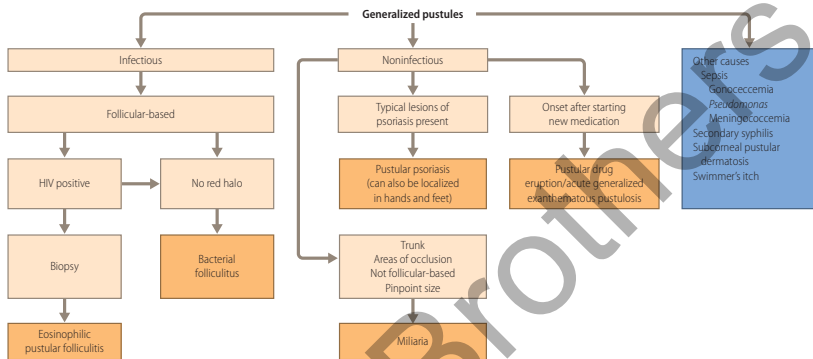 Generalized pustules
Infectious
Noninfectious
Other causes
Sepsis
Gonoceccemia
Pseudomonas
Meningococcemia
Secondary syphilis
Subcorneal pustular
dermatosis
Swimmer's itch
Follicular-based
Typical lesions of
psoriasis present
Onset after starting
new medication
HIV positive
No red halo
Pustular psoriasis
(can also be localized
in hands and feet)
Pustular drug
eruption/acute generalized
exanthematous pustulosis
Biopsy
Bacterial
folliculitus
Trunk
Areas of occlusion
Not follicular-based
Pinpoint size
Eosinophilic
pustular folliculitis
Miliaria
Brothers